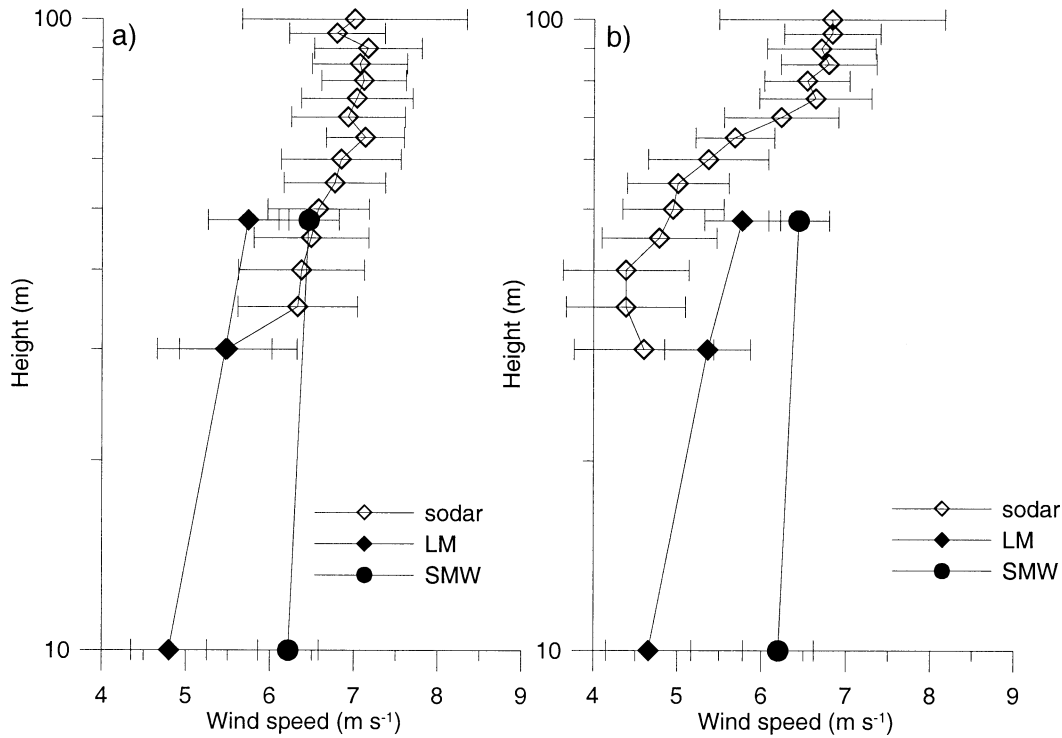 100
a)
Height (m)
10
sodar
LM
SMW
4 5 6 7 8 9
Wind speed (m s⁻¹)
100
b)
Height (m)
10
sodar
LM
SMW
4 5 6 7 8 9
Wind speed (m s⁻¹)